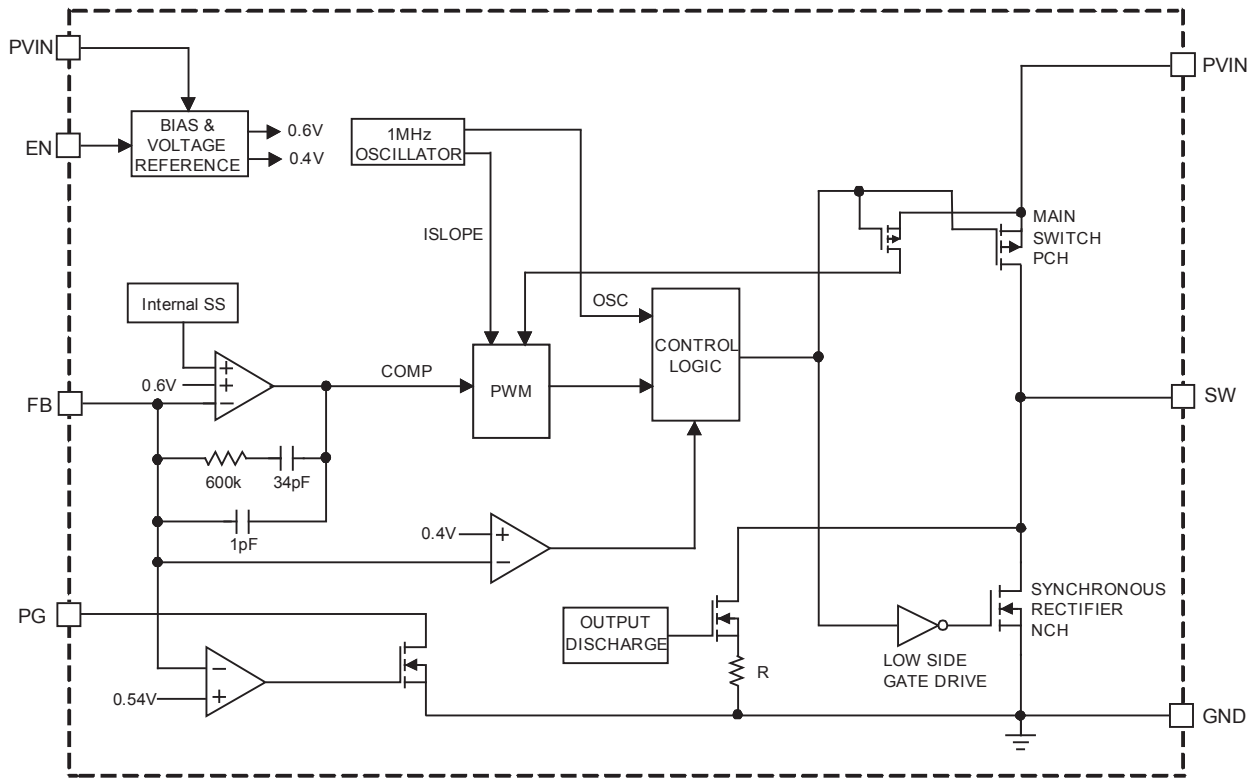 PVIN
PVIN
EN
BIAS &
VOLTAGE
REFERENCE
0.6V
0.4V
1MHz
OSCILLATOR
ISLOPE
MAIN
SWITCH
PCH
Internal SS
OSC
CONTROL
LOGIC
+
0.6V
+
−
COMP
PWM
FB
SW
600k
34pF
1pF
0.4V
+
−
PG
OUTPUT
DISCHARGE
SYNCHRONOUS
RECTIFIER
NCH
LOW SIDE
GATE DRIVE
R
−
0.54V
+
GND